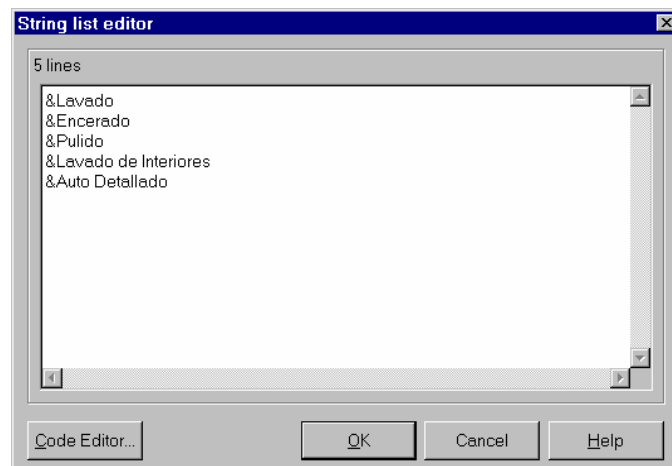 String list editor
5 lines
&Lavado
&Encerado
&Pulido
&Lavado de Interiores
&Auto Detallado
Code Editor... OK Cancel Help